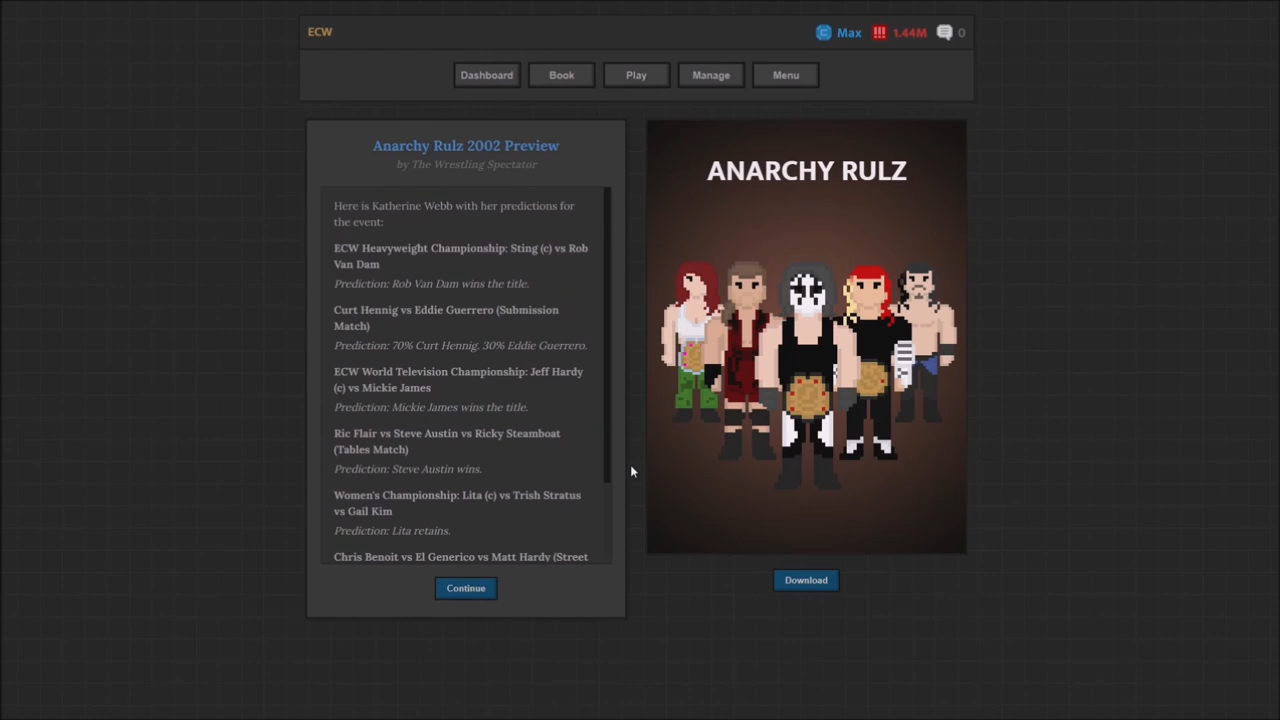 ECW
Max
1.44M
0
Dashboard
Book
Play
Manage
Menu
Anarchy Rulz 2002 Preview
by The Wrestling Spectator
Here is Katherine Webb with her predictions for
the event:
ECW Heavyweight Championship: Sting (c) vs Rob
Van Dam
Prediction: Rob Van Dam wins the title.
Curt Hennig vs Eddie Guerrero (Submission
Match)
Prediction: 70% Curt Hennig. 30% Eddie Guerrero.
ECW World Television Championship: Jeff Hardy
(c) vs Mickie James
Prediction: Mickie James wins the title.
Ric Flair vs Steve Austin vs Ricky Steamboat
(Tables Match)
Prediction: Steve Austin wins.
Women's Championship: Lita (c) vs Trish Stratus
vs Gail Kim
Prediction: Lita retains.
Chris Benoit vs El Generico vs Matt Hardy (Street
Continue
ANARCHY RULZ
Download